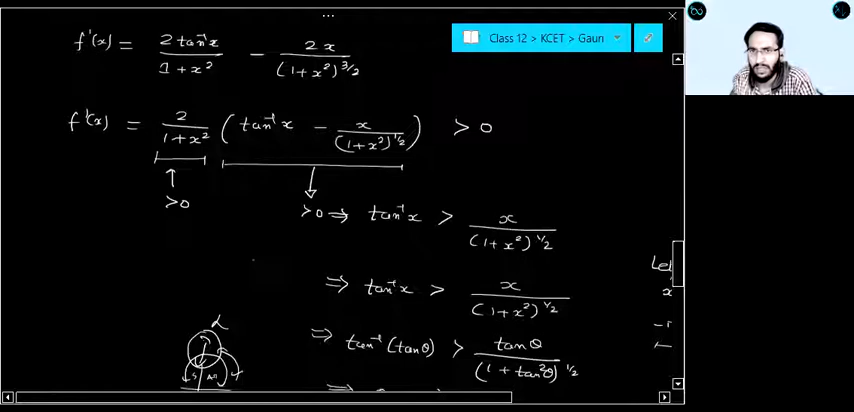 f'(x) = 2 tan⁻¹x / 1+x² − 2x / (1+x²)^3/2
Class 12 > KCET > Gaun
f'(x) = 2 / 1+x² ( tan⁻¹x − x / (1+x²)^1/2 ) > 0
>0
>0 ⇒ tan⁻¹x > x / (1+x²)^1/2
⇒ tan⁻¹x > x / (1+x²)^1/2
Let
x
⇒ tan⁻¹(tanθ) > tanθ / (1 + tan²θ)^1/2